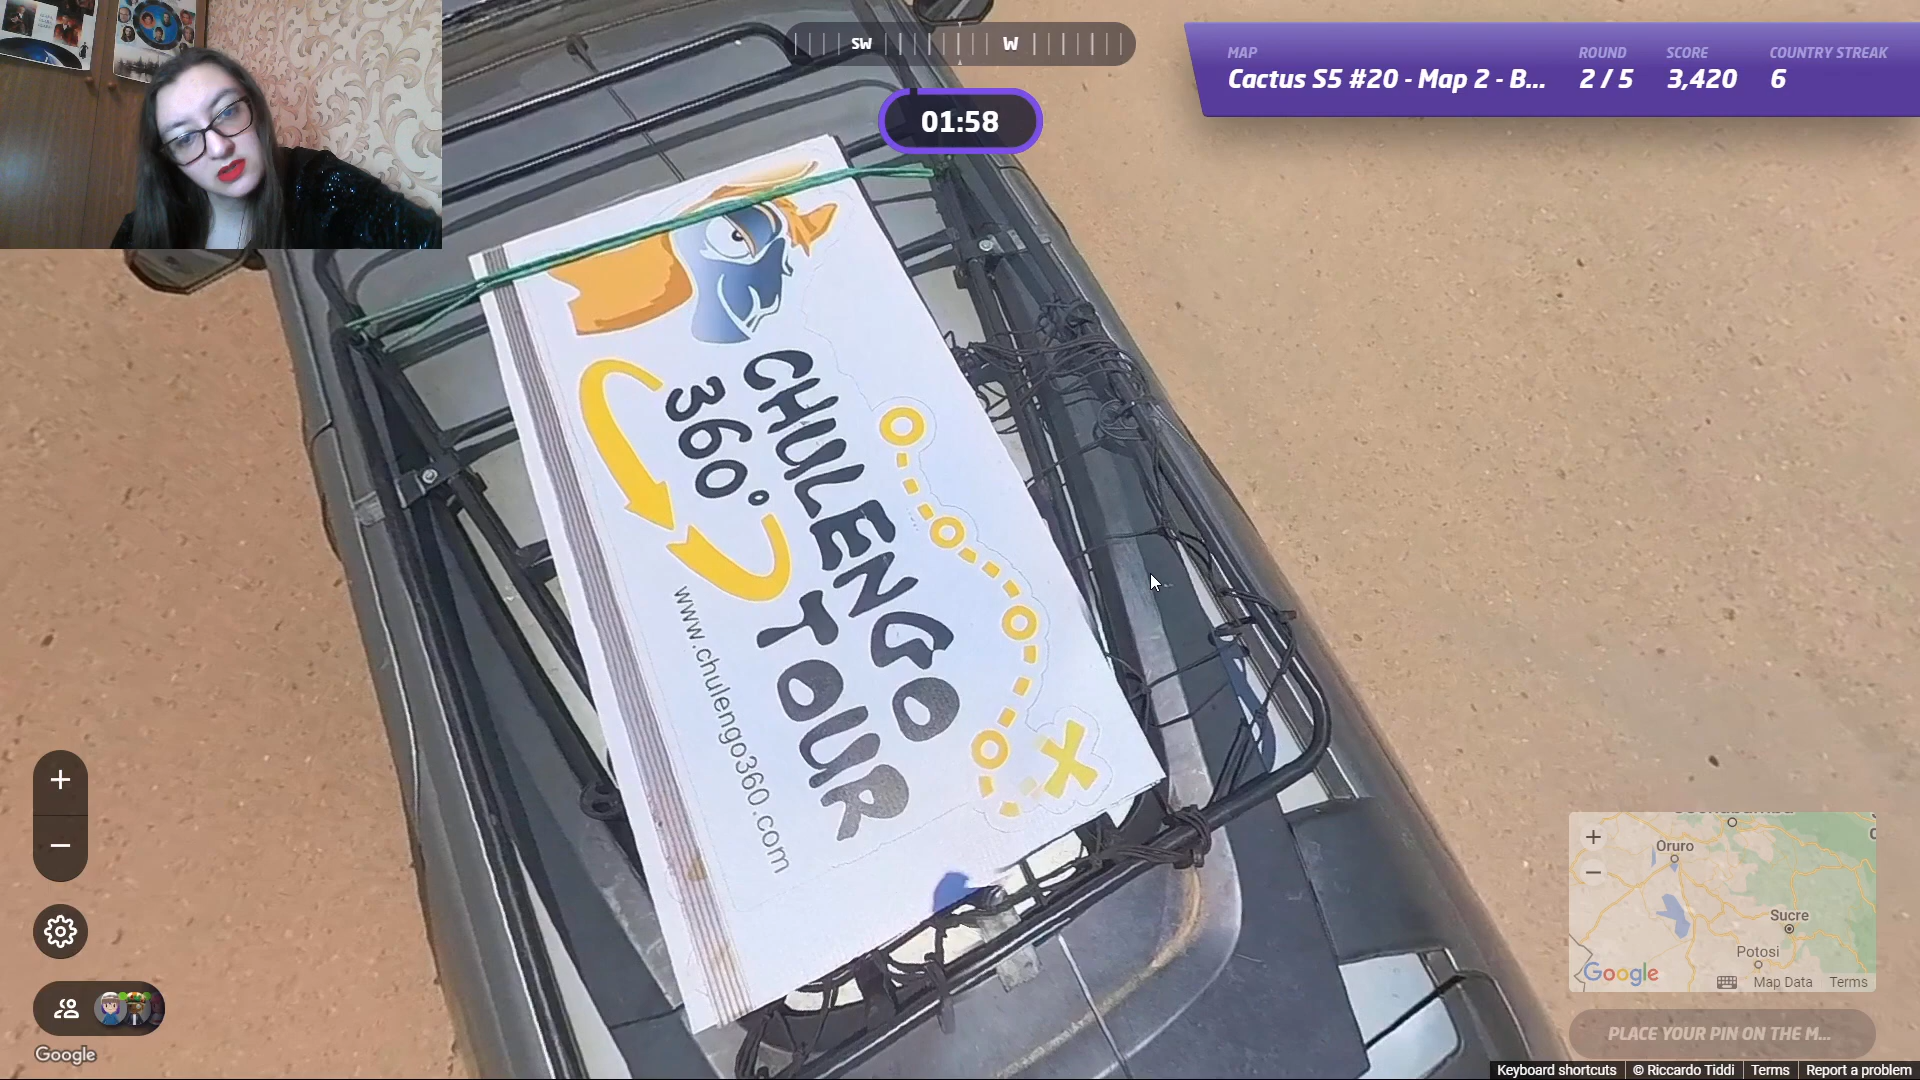 SW
W
MAP
Cactus S5 #20 - Map 2 - B...
ROUND
2 / 5
SCORE
3,420
COUNTRY STREAK
6
01:58
CHULENGO
360°
TOUR
www.chulengo360.com
Oruro
Sucre
Potosi
Google
Map Data
Terms
PLACE YOUR PIN ON THE M...
Google
Keyboard shortcuts
© Riccardo Tiddi
Terms
Report a problem